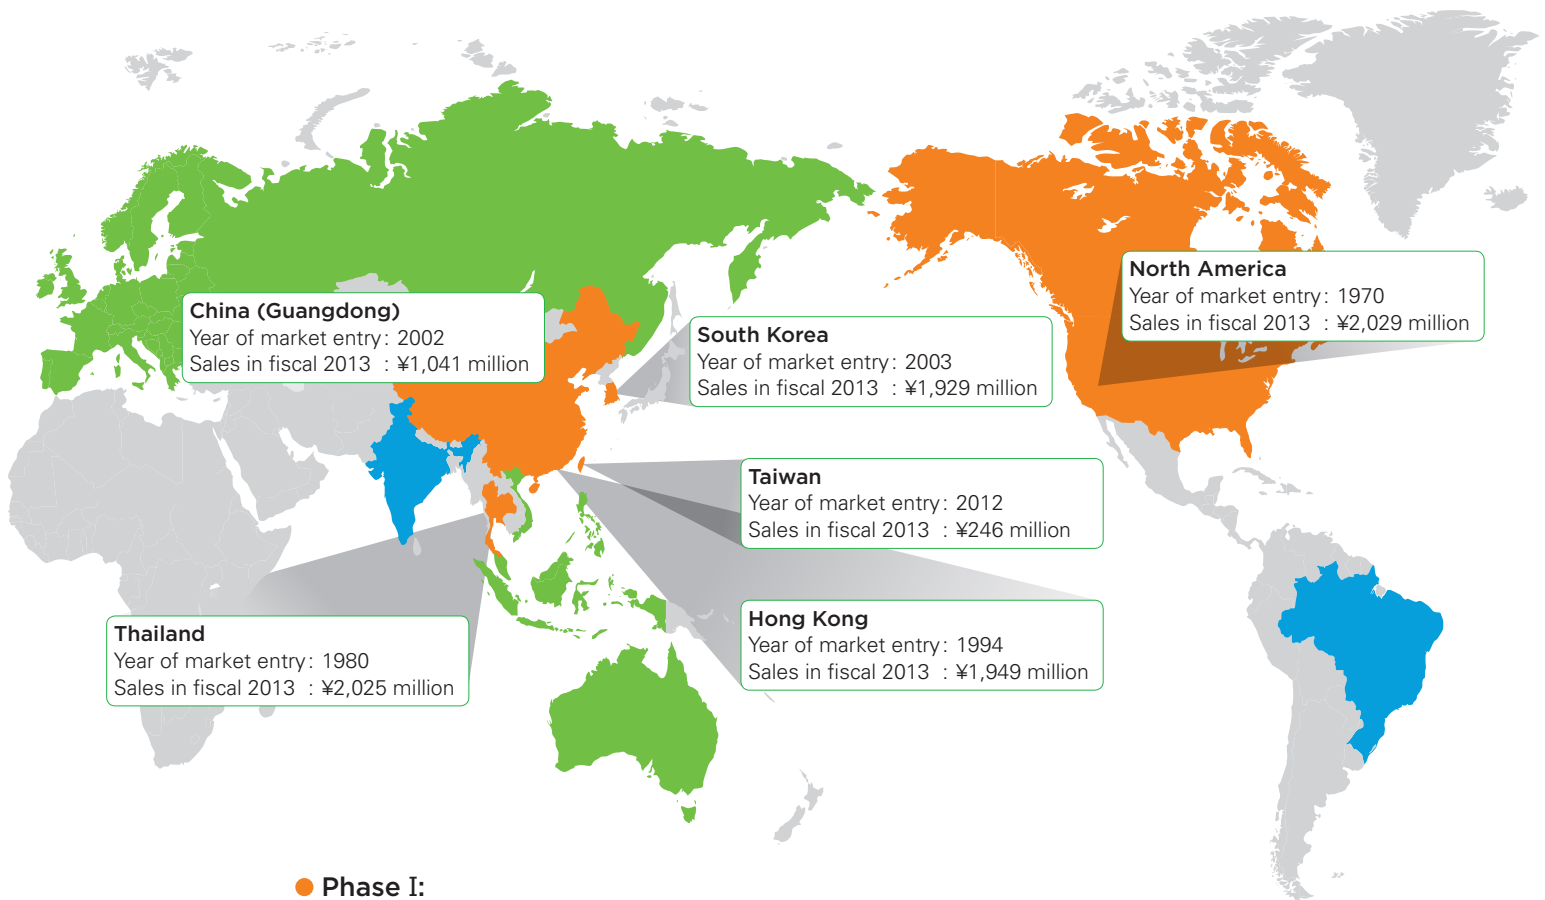 North America
Year of market entry: 1970
Sales in fiscal 2013 : ¥2,029 million
China (Guangdong)
Year of market entry: 2002
Sales in fiscal 2013 : ¥1,041 million
South Korea
Year of market entry: 2003
Sales in fiscal 2013 : ¥1,929 million
Taiwan
Year of market entry: 2012
Sales in fiscal 2013 : ¥246 million
Thailand
Year of market entry: 1980
Sales in fiscal 2013 : ¥2,025 million
Hong Kong
Year of market entry: 1994
Sales in fiscal 2013 : ¥1,949 million
Phase I: